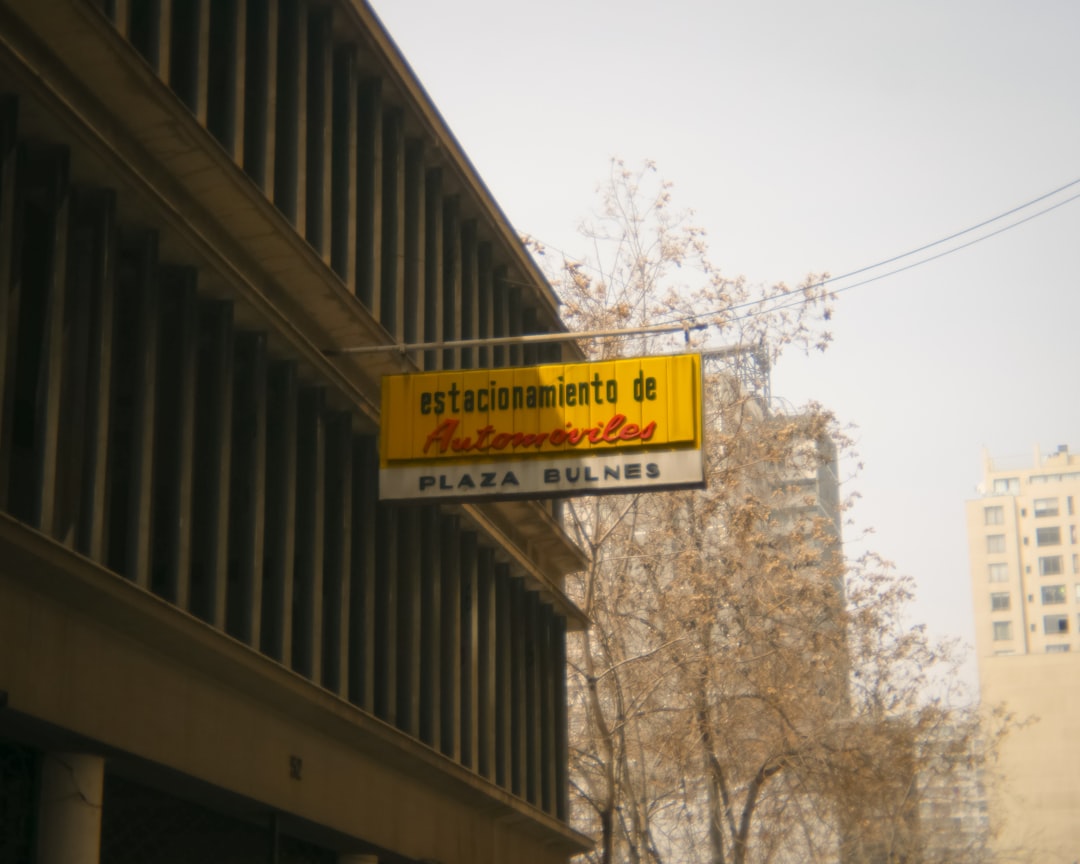 estacionamiento de
Automóviles
PLAZA BULNES